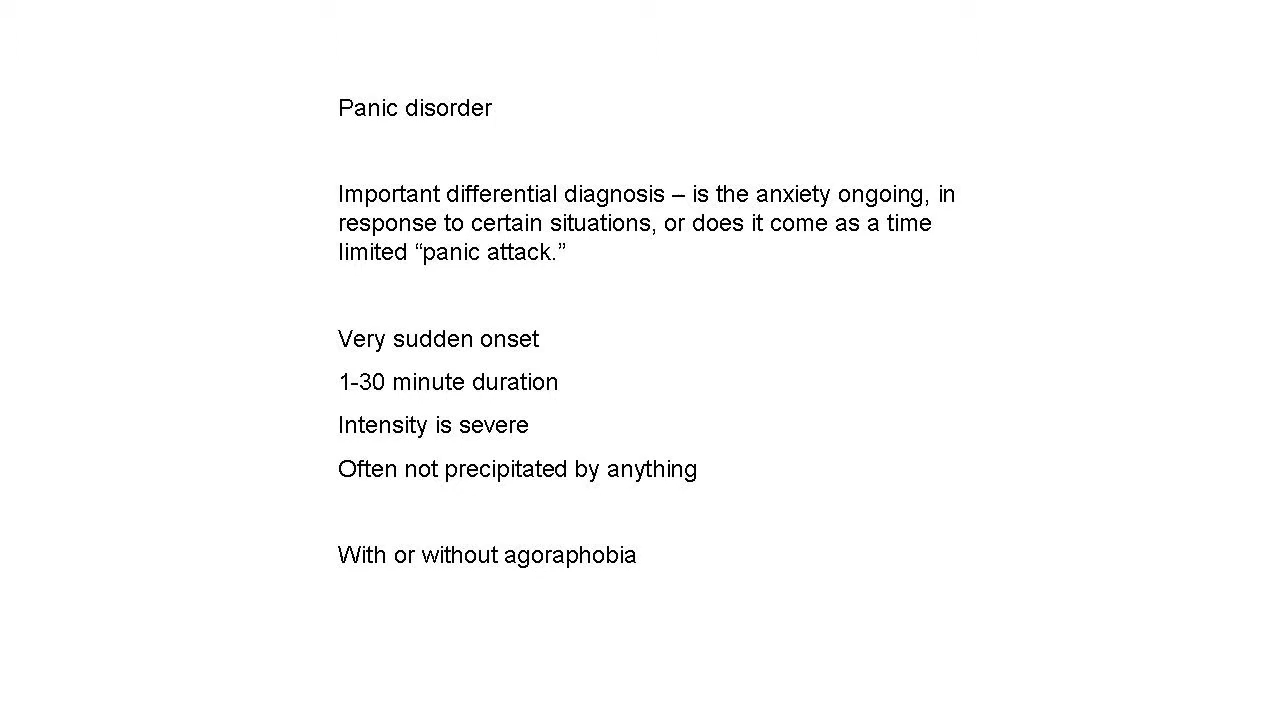 Panic disorder
Important differential diagnosis – is the anxiety ongoing, in
response to certain situations, or does it come as a time
limited “panic attack.”
Very sudden onset
1-30 minute duration
Intensity is severe
Often not precipitated by anything
With or without agoraphobia